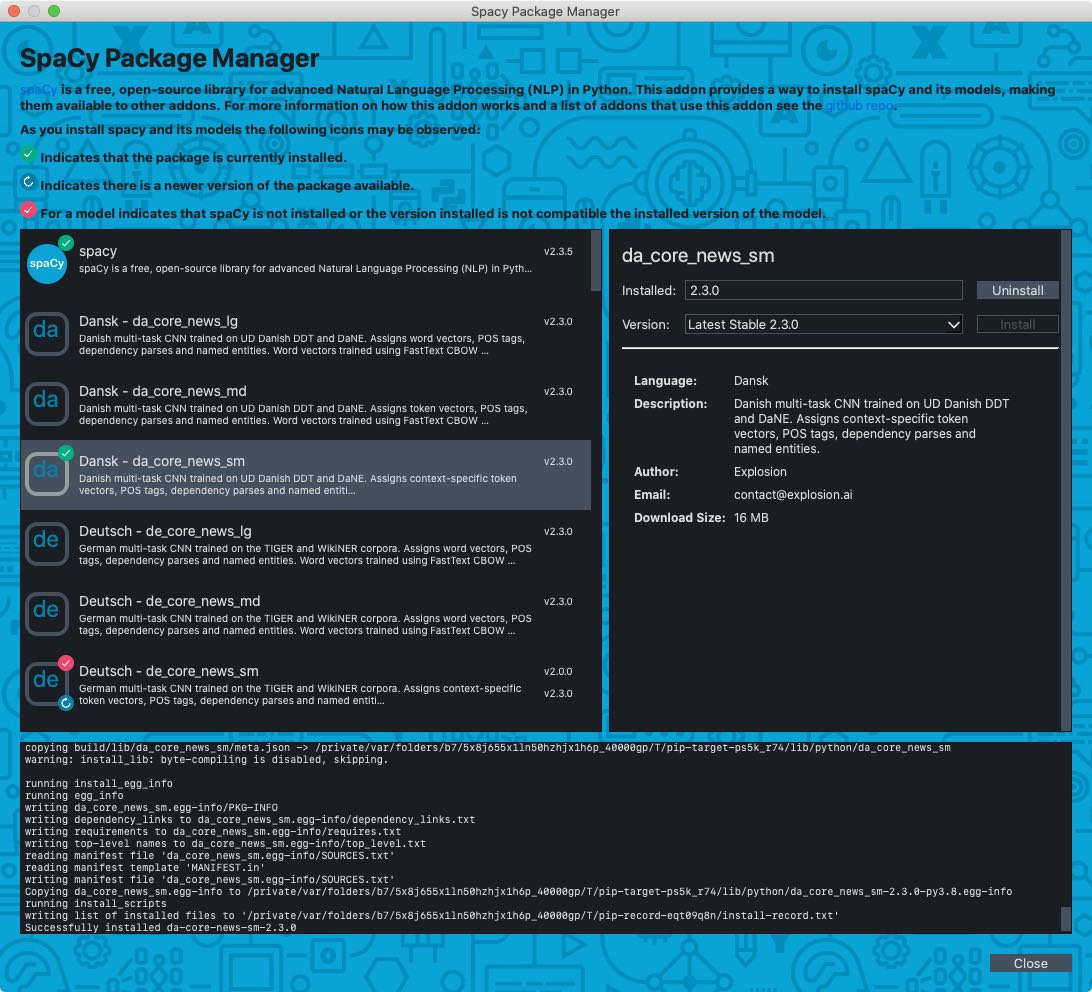 Spacy Package Manager
SpaCy Package Manager
spaCy is a free, open-source library for advanced Natural Language Processing (NLP) in Python. This addon provides a way to install spaCy and its models, making
them available to other addons. For more information on how this addon works and a list of addons that use this addon see the github repo.
As you install spacy and its models the following icons may be observed:
Indicates that the package is currently installed.
Indicates there is a newer version of the package available.
For a model indicates that spaCy is not installed or the version installed is not compatible the installed version of the model.
spaCy
spacy
v2.3.5
spaCy is a free, open-source library for advanced Natural Language Processing (NLP) in Pyth...
da
Dansk - da_core_news_lg
v2.3.0
Danish multi-task CNN trained on UD Danish DDT and DaNE. Assigns word vectors, POS tags,
dependency parses and named entities. Word vectors trained using FastText CBOW ...
da
Dansk - da_core_news_md
v2.3.0
Danish multi-task CNN trained on UD Danish DDT and DaNE. Assigns token vectors, POS tags,
dependency parses and named entities. Word vectors trained using FastText CBOW ...
da
Dansk - da_core_news_sm
v2.3.0
Danish multi-task CNN trained on UD Danish DDT and DaNE. Assigns context-specific token
vectors, POS tags, dependency parses and named entiti...
de
Deutsch - de_core_news_lg
v2.3.0
German multi-task CNN trained on the TIGER and WikiNER corpora. Assigns word vectors, POS
tags, dependency parses and named entities. Word vectors trained using FastText CBOW ...
de
Deutsch - de_core_news_md
v2.3.0
German multi-task CNN trained on the TIGER and WikiNER corpora. Assigns word vectors, POS
tags, dependency parses and named entities. Word vectors trained using FastText CBOW ...
de
Deutsch - de_core_news_sm
v2.0.0
German multi-task CNN trained on the TIGER and WikiNER corpora. Assigns context-specific
v2.3.0
token vectors, POS tags, dependency parses and named entiti...
da_core_news_sm
Installed: 2.3.0 Uninstall
Version: Latest Stable 2.3.0 Install
Language: Dansk
Description: Danish multi-task CNN trained on UD Danish DDT
and DaNE. Assigns context-specific token
vectors, POS tags, dependency parses and
named entities.
Author: Explosion
Email: contact@explosion.ai
Download Size: 16 MB
copying build/lib/da_core_news_sm/meta.json -> /private/var/folders/b7/5x8j655x1ln50hzhjx1h6p_40000gp/T/pip-target-ps5k_r74/lib/python/da_core_news_sm
warning: install_lib: byte-compiling is disabled, skipping.
running install_egg_info
running egg_info
writing da_core_news_sm.egg-info/PKG-INFO
writing dependency_links to da_core_news_sm.egg-info/dependency_links.txt
writing requirements to da_core_news_sm.egg-info/requires.txt
writing top-level names to da_core_news_sm.egg-info/top_level.txt
reading manifest file 'da_core_news_sm.egg-info/SOURCES.txt'
reading manifest template 'MANIFEST.in'
writing manifest file 'da_core_news_sm.egg-info/SOURCES.txt'
Copying da_core_news_sm.egg-info to /private/var/folders/b7/5x8j655x1ln50hzhjx1h6p_40000gp/T/pip-target-ps5k_r74/lib/python/da_core_news_sm-2.3.0-py3.8.egg-info
running install_scripts
writing list of installed files to '/private/var/folders/b7/5x8j655x1ln50hzhjx1h6p_40000gp/T/pip-record-eqt09q8n/install-record.txt'
Successfully installed da-core-news-sm-2.3.0
Close